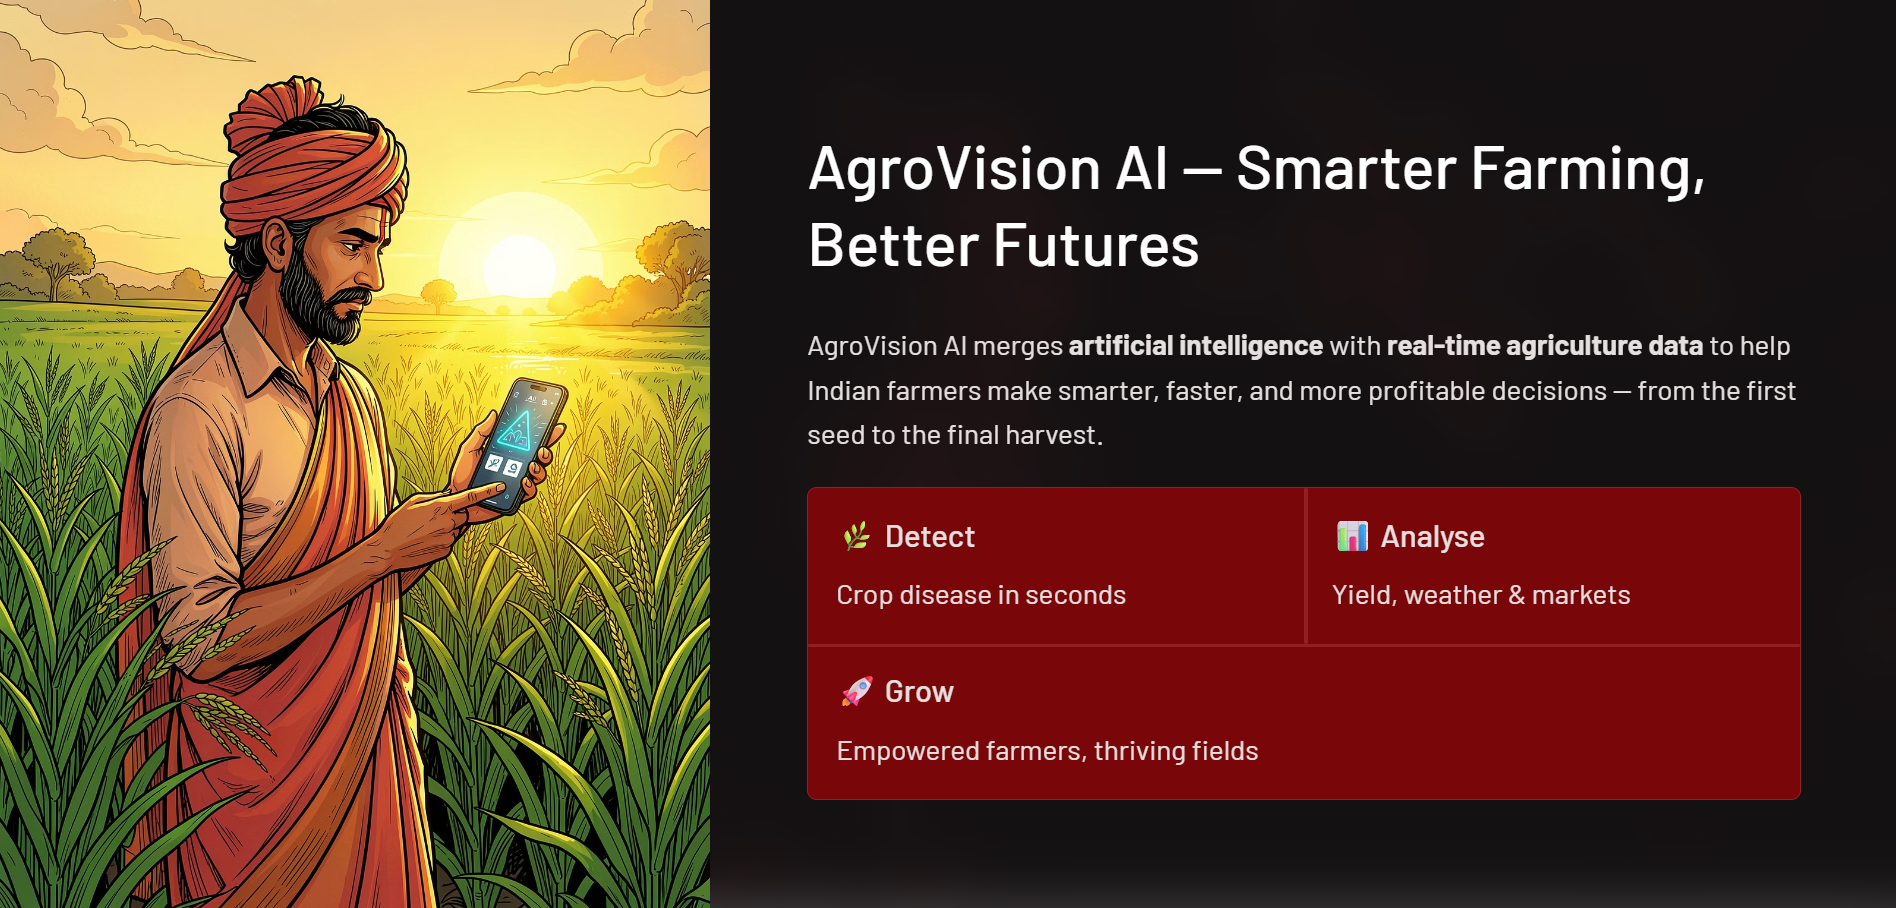 AgroVision AI — Smarter Farming,
Better Futures
AgroVision AI merges artificial intelligence with real-time agriculture data to help
Indian farmers make smarter, faster, and more profitable decisions — from the first
seed to the final harvest.
🌿 Detect
Crop disease in seconds
📊 Analyse
Yield, weather & markets
🚀 Grow
Empowered farmers, thriving fields